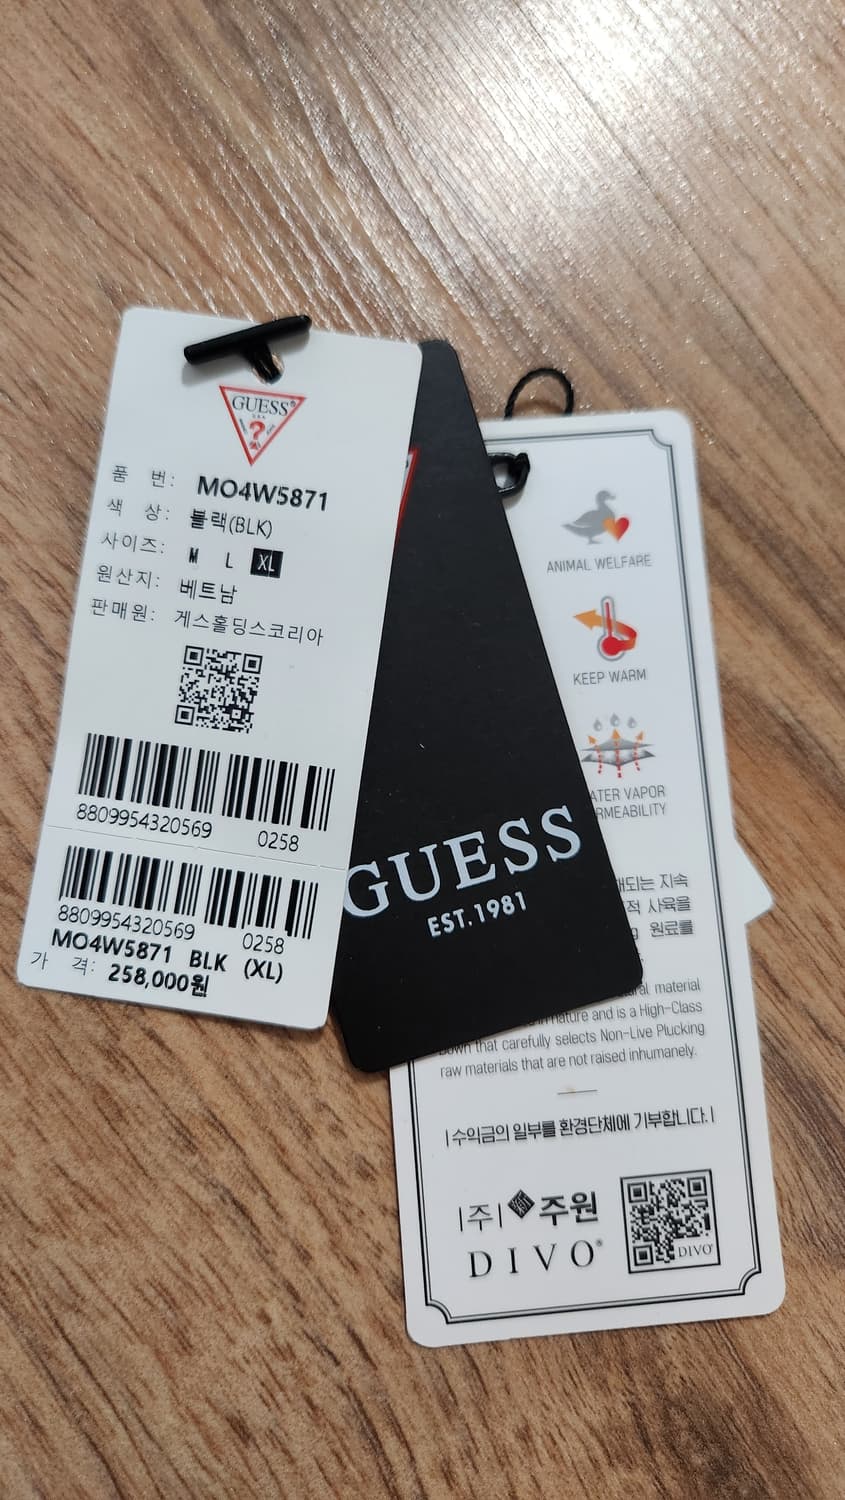 GUESS®
U.S.A.
?
품 번: MO4W5871
색 상: 블랙(BLK)
사이즈: M L XL
원산지: 베트남
판매원: 게스홀딩스코리아
8809954320569 0258
8809954320569 0258
MO4W5871 BLK (XL)
가 격: 258,000원
GUESS
EST.1981
ANIMAL WELFARE
KEEP WARM
VAPOR
지속
사육을
원료를
material
nature and is a High-Class
Down that carefully selects Non-Live Plucking
raw materials that are not raised inhumanely.
|수익금의 일부를 환경단체에 기부합니다.|
|주| 주원
DIVO®
DIVO